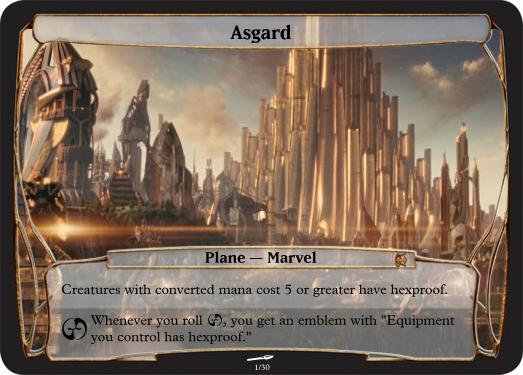 Asgard
Plane — Marvel
Creatures with converted mana cost 5 or greater have hexproof.
Whenever you roll , you get an emblem with "Equipment
you control has hexproof."
1/30